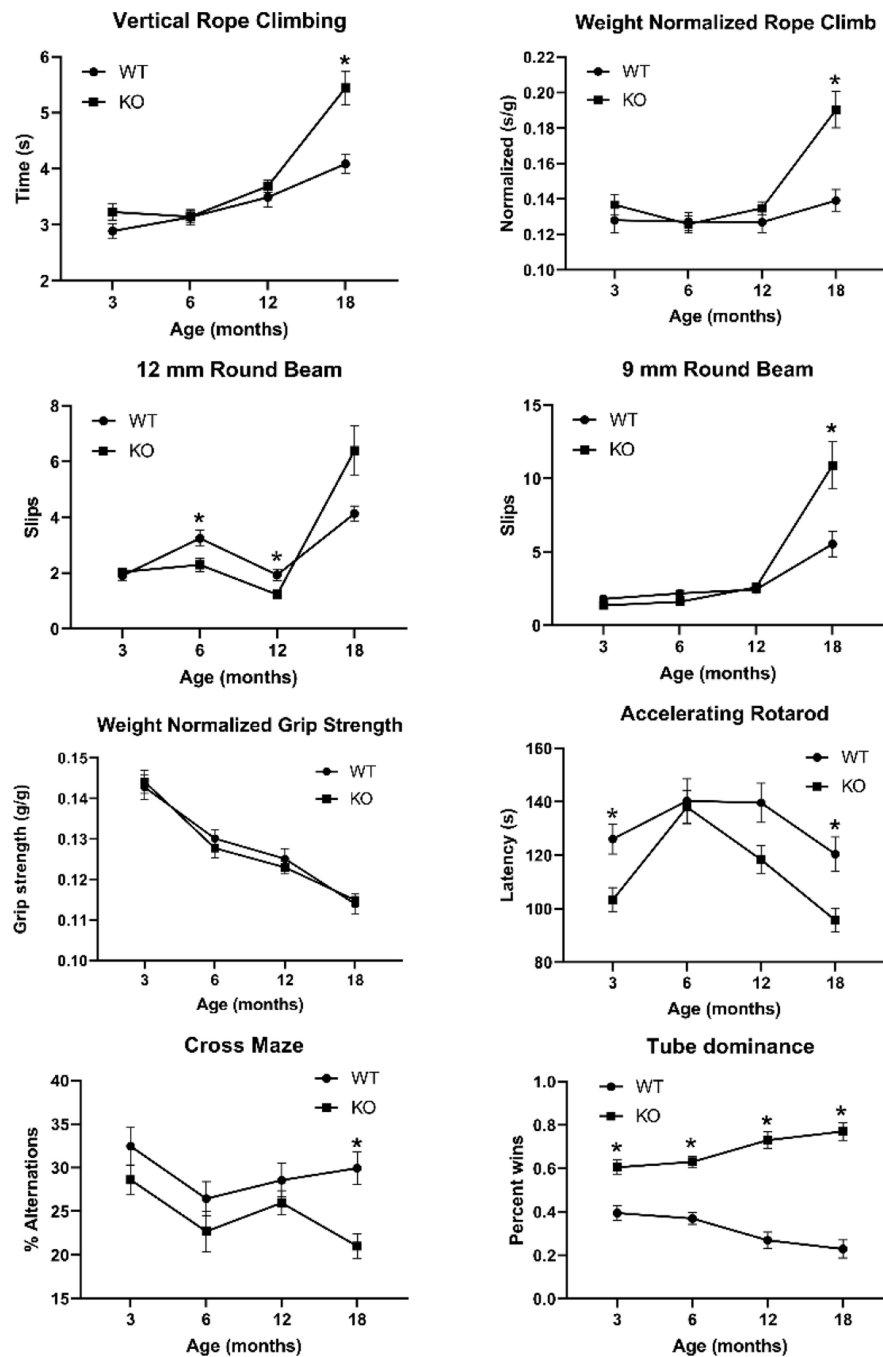 Vertical Rope Climbing
6
5
4
3
2
Time (s)
WT
KO
*
3 6 12 18
Age (months)
Weight Normalized Rope Climb
0.22
0.20
0.18
0.16
0.14
0.12
0.10
Normalized (s/g)
WT
KO
*
3 6 12 18
Age (months)
12 mm Round Beam
8
6
4
2
0
Slips
WT
KO
* *
3 6 12 18
Age (months)
9 mm Round Beam
15
10
5
0
Slips
WT
KO
*
3 6 12 18
Age (months)
Weight Normalized Grip Strength
0.15
0.14
0.13
0.12
0.11
0.10
Grip strength (g/g)
WT
KO
3 6 12 18
Age (months)
Accelerating Rotarod
160
140
120
100
80
Latency (s)
WT
KO
* *
3 6 12 18
Age (months)
Cross Maze
40
35
30
25
20
15
% Alternations
WT
KO
*
3 6 12 18
Age (months)
Tube dominance
1.0
0.8
0.6
0.4
0.2
0.0
Percent wins
WT
KO
* * * *
3 6 12 18
Age (months)